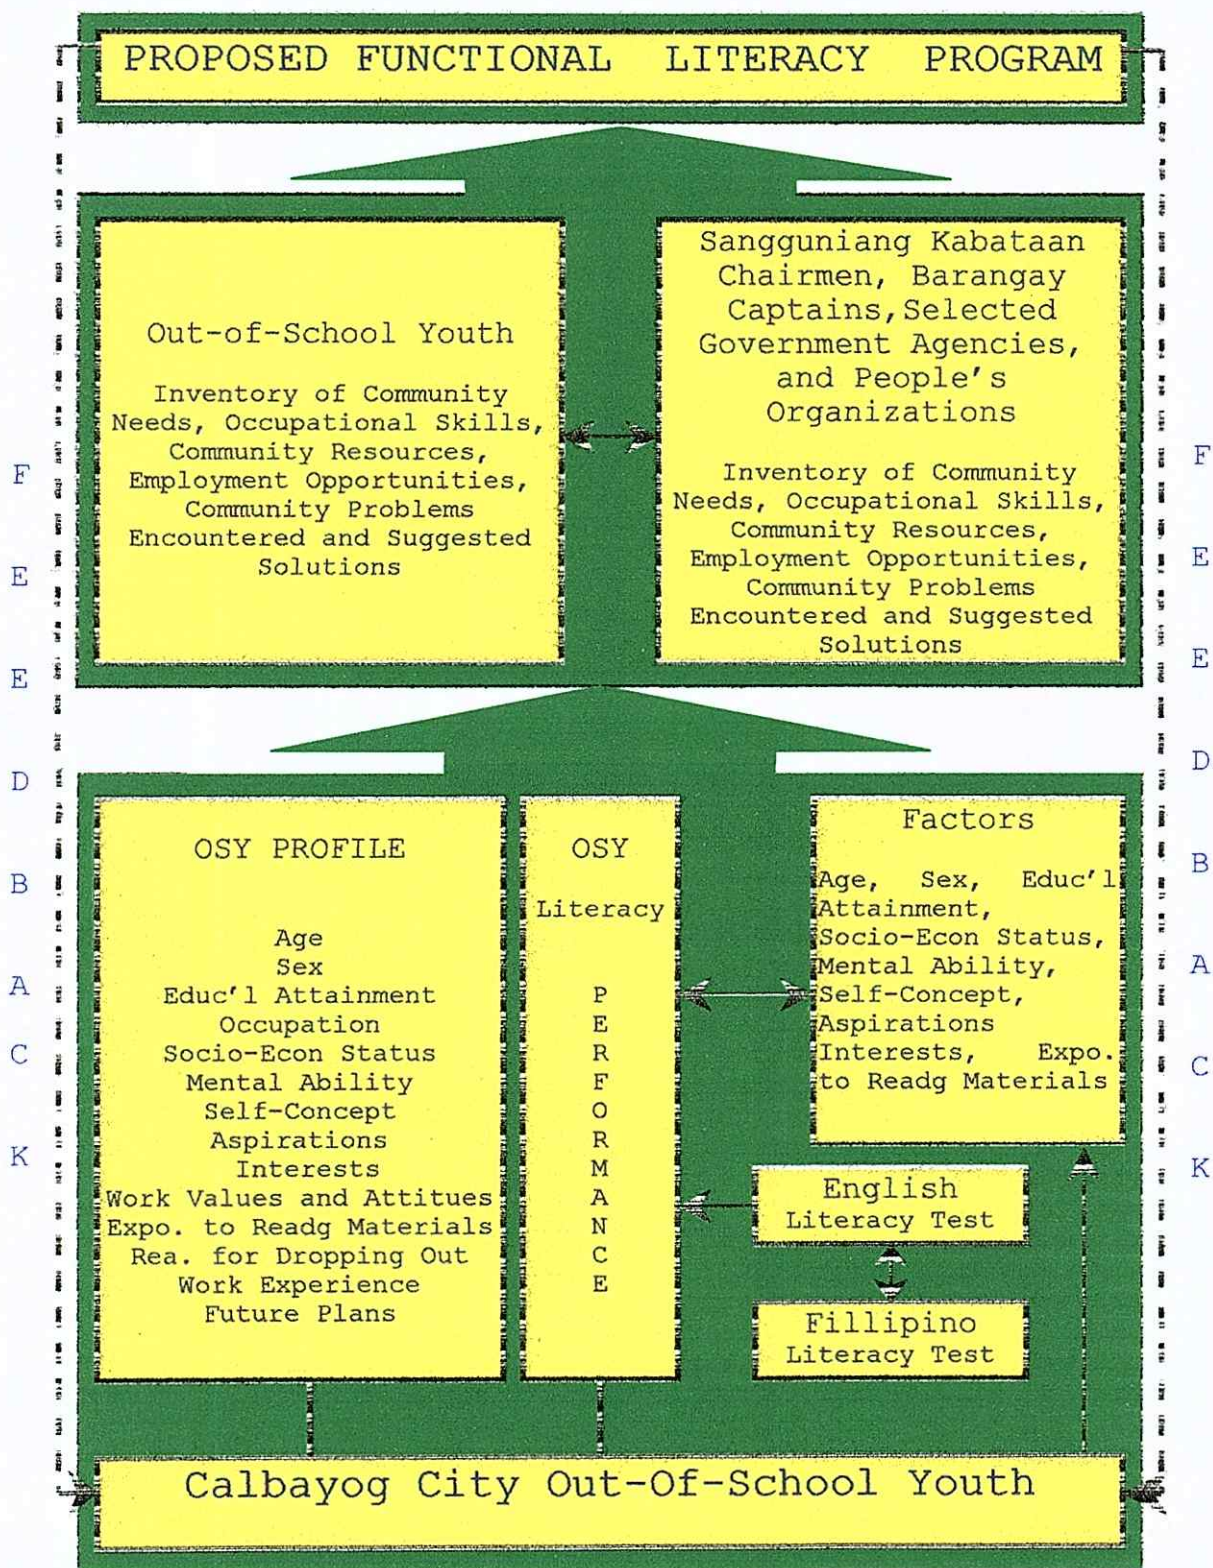 PROPOSED FUNCTIONAL LITERACY PROGRAM
Out-of-School Youth
Inventory of Community
Needs, Occupational Skills,
Community Resources,
Employment Opportunities,
Community Problems
Encountered and Suggested
Solutions
Sangguniang Kabataan
Chairmen, Barangay
Captains, Selected
Government Agencies,
and People's
Organizations
Inventory of Community
Needs, Occupational Skills,
Community Resources,
Employment Opportunities,
Community Problems
Encountered and Suggested
Solutions
F
E
E
D
B
A
C
K
F
E
E
D
B
A
C
K
OSY PROFILE
Age
Sex
Educ'l Attainment
Occupation
Socio-Econ Status
Mental Ability
Self-Concept
Aspirations
Interests
Work Values and Attitues
Expo. to Readg Materials
Rea. for Dropping Out
Work Experience
Future Plans
OSY
Literacy
P
E
R
F
O
R
M
A
N
C
E
Factors
Age, Sex, Educ'l
Attainment,
Socio-Econ Status,
Mental Ability,
Self-Concept,
Aspirations
Interests, Expo.
to Readg Materials
English
Literacy Test
Fillipino
Literacy Test
Calbayog City Out-Of-School Youth